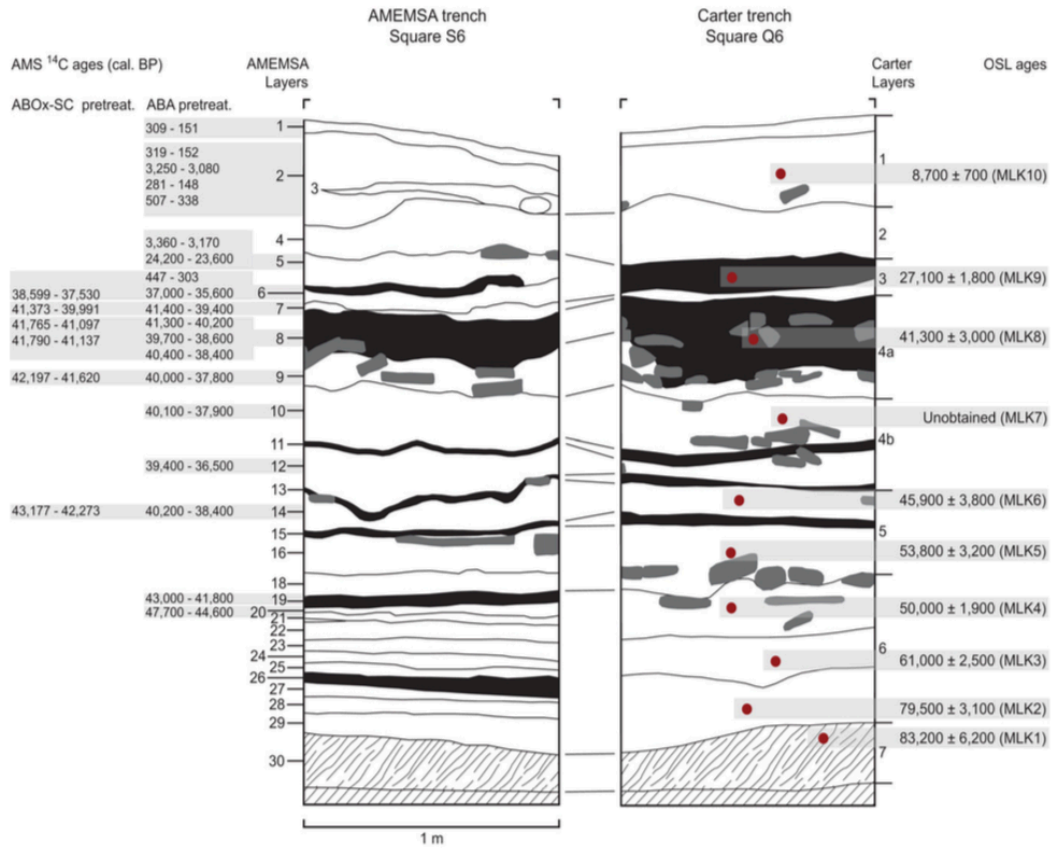 AMEMSA trench
Square S6
Carter trench
Square Q6
AMS 14C ages (cal. BP)
AMEMSA
Layers
Carter
Layers
OSL ages
ABOx-SC pretreat. ABA pretreat.
309 - 151
1
319 - 152
3,250 - 3,080
281 - 148
507 - 338
2
3
3,360 - 3,170
24,200 - 23,600
4
5
447 - 303
38,599 - 37,530 37,000 - 35,600 6
41,373 - 39,991 41,400 - 39,400 7
41,765 - 41,097 41,300 - 40,200
41,790 - 41,137 39,700 - 38,600 8
40,400 - 38,400
42,197 - 41,620 40,000 - 37,800 9
40,100 - 37,900 10
11
39,400 - 36,500 12
13
43,177 - 42,273 40,200 - 38,400 14
15
16
18
43,000 - 41,800 19
47,700 - 44,600 20
21
22
23
24
25
26
27
28
29
30
1 m
1
8,700 ± 700 (MLK10)
2
3
27,100 ± 1,800 (MLK9)
41,300 ± 3,000 (MLK8)
4a
Unobtained (MLK7)
4b
45,900 ± 3,800 (MLK6)
5
53,800 ± 3,200 (MLK5)
50,000 ± 1,900 (MLK4)
6
61,000 ± 2,500 (MLK3)
79,500 ± 3,100 (MLK2)
83,200 ± 6,200 (MLK1)
7